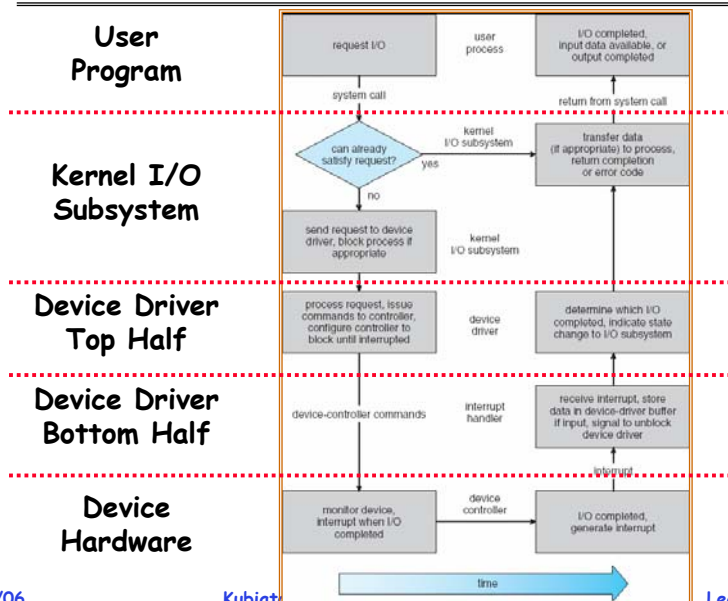 User
Program
request I/O
user
process
I/O completed,
input data available, or
output completed
system call
return from system call
Kernel I/O
Subsystem
can already
satisfy request?
yes
kernel
I/O subsystem
transfer data
(if appropriate) to process,
return completion
or error code
no
send request to device
driver, block process if
appropriate
kernel
I/O subsystem
Device Driver
Top Half
process request, issue
commands to controller,
configure controller to
block until interrupted
device
driver
determine which I/O
completed, indicate state
change to I/O subsystem
Device Driver
Bottom Half
device-controller commands
interrupt
handler
receive interrupt, store
data in device-driver buffer
if input, signal to unblock
device driver
interrupt
Device
Hardware
monitor device,
interrupt when I/O
completed
device
controller
I/O completed,
generate interrupt
time
/06